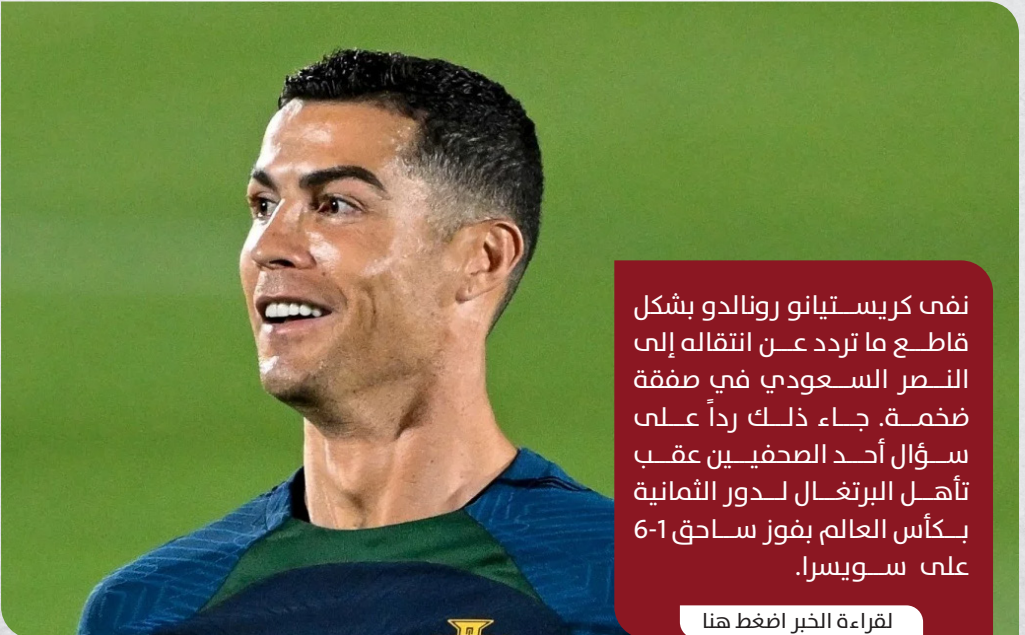 نفى كريستيانو رونالدو بشكل
قاطع ما تردد عن انتقاله إلى
النصر السعودي في صفقة
ضخمة. جاء ذلك رداً على
سؤال أحد الصحفيين عقب
تأهل البرتغال لدور الثمانية
بكأس العالم بفوز ساحق 1-6
على سويسرا.
لقراءة الخبر اضغط هنا